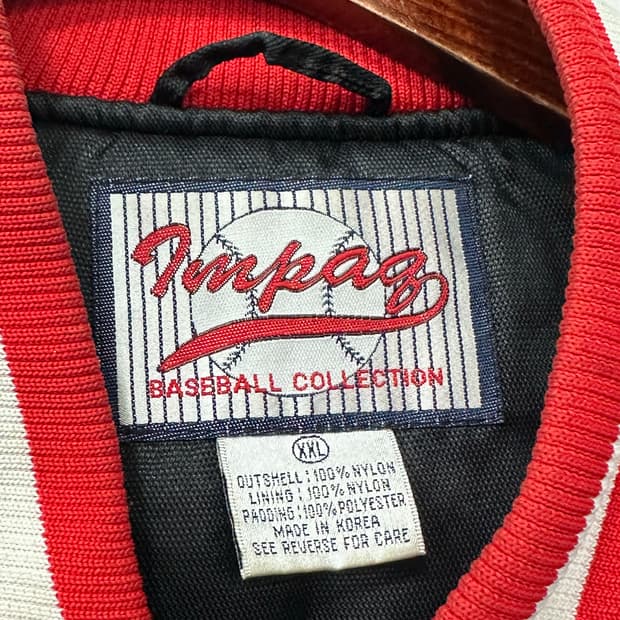 Impaq
BASEBALL COLLECTION
XXL
OUTSHELL:100%NYLON
LINING:100%NYLON
PADDING:100%POLYESTER
MADE IN KOREA
SEE REVERSE FOR CARE